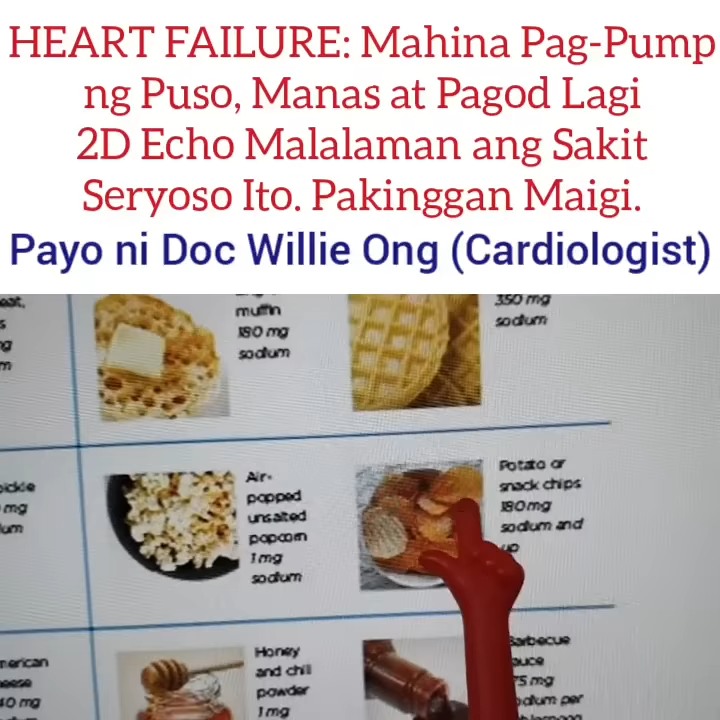 HEART FAILURE: Mahina Pag-Pump
ng Puso, Manas at Pagod Lagi
2D Echo Malalaman ang Sakit
Seryoso Ito. Pakinggan Maigi.
Payo ni Doc Willie Ong (Cardiologist)
muffin
180 mg
sodium
350 mg
sodium
mg
Air-
popped
unsalted
popcorn
1 mg
sodium
Potato or
snack chips
180mg
sodium and
up
Honey
and chili
powder
1 mg